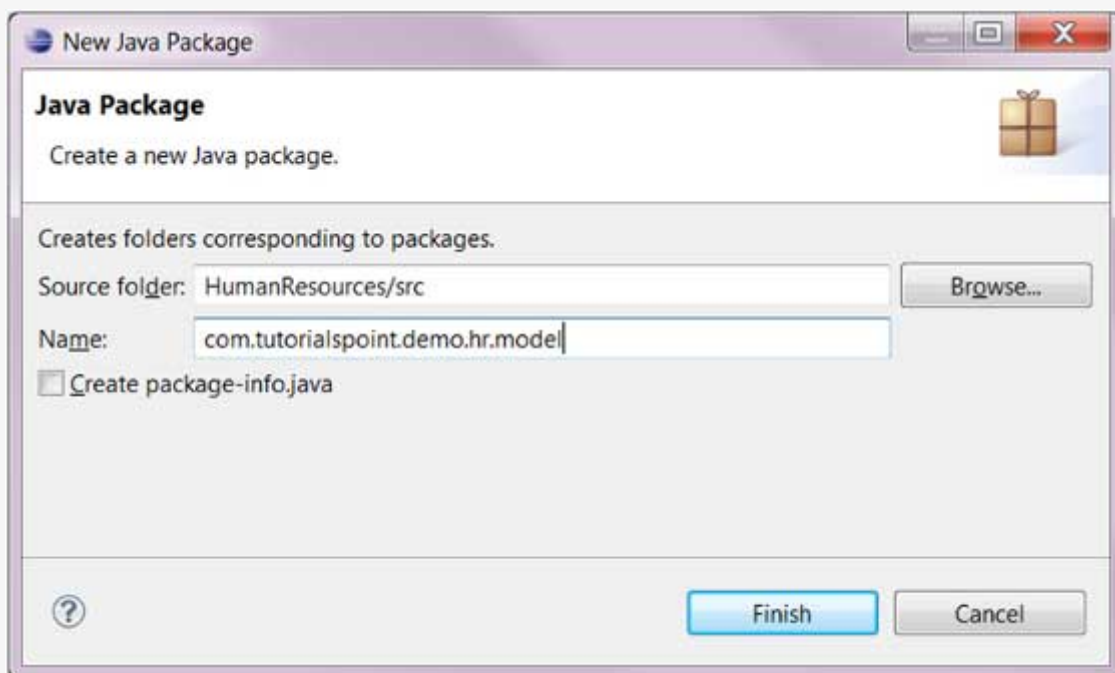 New Java Package
Java Package
Create a new Java package.
Creates folders corresponding to packages.
Source folder: HumanResources/src Browse...
Name: com.tutorialspoint.demo.hr.model
Create package-info.java
? Finish Cancel